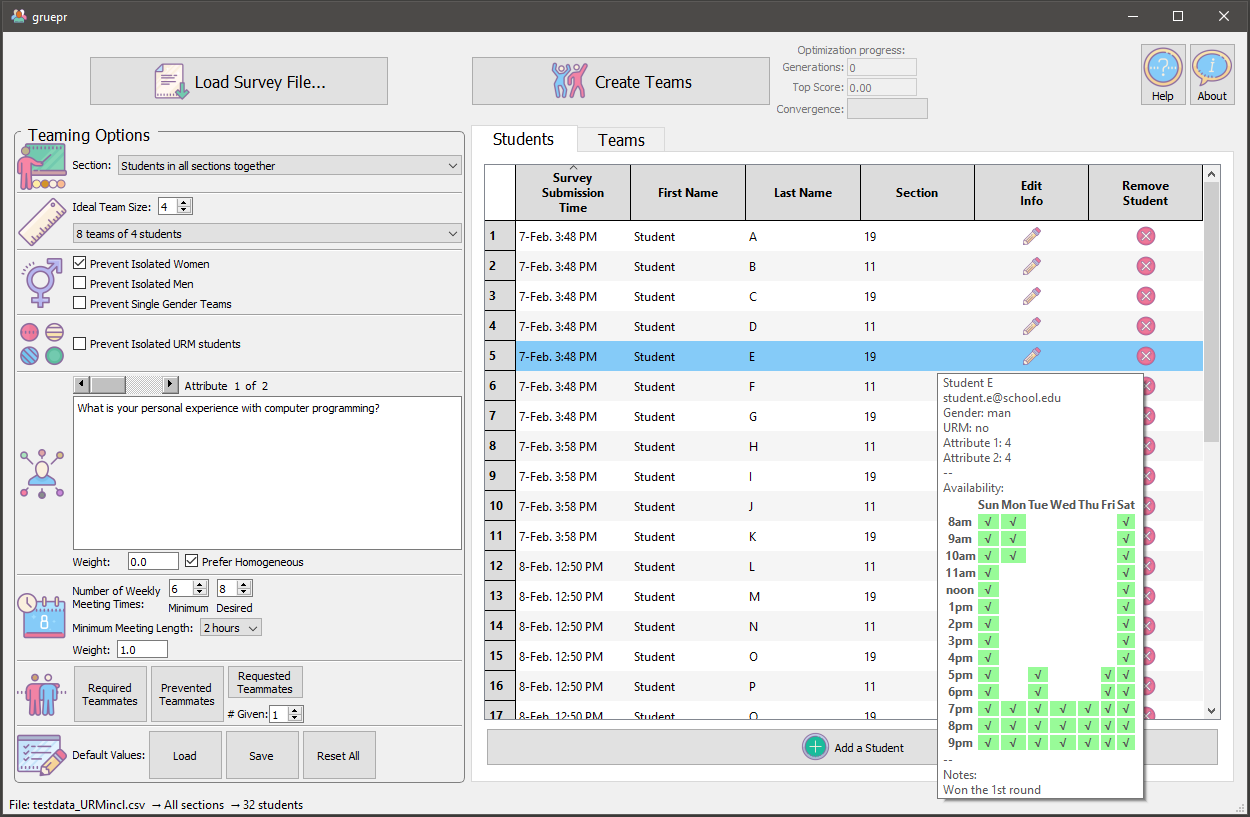 gruepr
Load Survey File...
Create Teams
Optimization progress:
Generations: 0
Top Score: 0.00
Convergence:
Help
About
Teaming Options
Section: Students in all sections together
Ideal Team Size: 4
8 teams of 4 students
Prevent Isolated Women
Prevent Isolated Men
Prevent Single Gender Teams
Prevent Isolated URM students
Attribute 1 of 2
What is your personal experience with computer programming?
Weight: 0.0 Prefer Homogeneous
8
Number of Weekly
Meeting Times: 6 8
Minimum Desired
Minimum Meeting Length: 2 hours
Weight: 1.0
Required
Teammates
Prevented
Teammates
Requested
Teammates
# Given: 1
Default Values: Load Save Reset All
Students Teams
Survey
Submission
Time
First Name
Last Name
Section
Edit
Info
Remove
Student
1 7-Feb. 3:48 PM Student A 19
2 7-Feb. 3:48 PM Student B 11
3 7-Feb. 3:48 PM Student C 19
4 7-Feb. 3:48 PM Student D 11
5 7-Feb. 3:48 PM Student E 19
6 7-Feb. 3:48 PM Student F 11
7 7-Feb. 3:48 PM Student G 19
8 7-Feb. 3:58 PM Student H 11
9 7-Feb. 3:58 PM Student I 19
10 7-Feb. 3:58 PM Student J 11
11 7-Feb. 3:58 PM Student K 19
12 8-Feb. 12:50 PM Student L 11
13 8-Feb. 12:50 PM Student M 19
14 8-Feb. 12:50 PM Student N 11
15 8-Feb. 12:50 PM Student O 19
16 8-Feb. 12:50 PM Student P 11
17 8-Feb. 12:50 PM Student Q 19
Add a Student
Student E
student.e@school.edu
Gender: man
URM: no
Attribute 1: 4
Attribute 2: 4
--
Availability:
Sun Mon Tue Wed Thu Fri Sat
8am √ √ √
9am √ √ √
10am √ √ √
11am √ √
noon √ √
1pm √ √
2pm √ √
3pm √ √
4pm √ √
5pm √ √ √ √
6pm √ √ √ √
7pm √ √ √ √ √ √ √
8pm √ √ √ √ √ √ √
9pm √ √ √ √ √ √ √
--
Notes:
Won the 1st round
File: testdata_URMincl.csv → All sections → 32 students